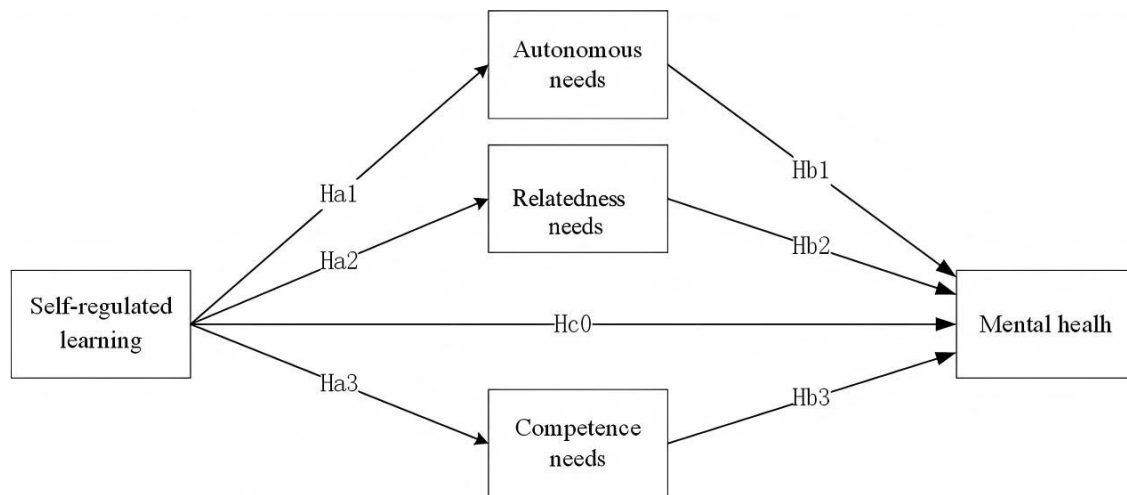 Autonomous
needs
Ha1
Hb1
Relatedness
needs
Ha2
Hb2
Self-regulated
learning
Hc0
Mental healh
Ha3
Hb3
Competence
needs